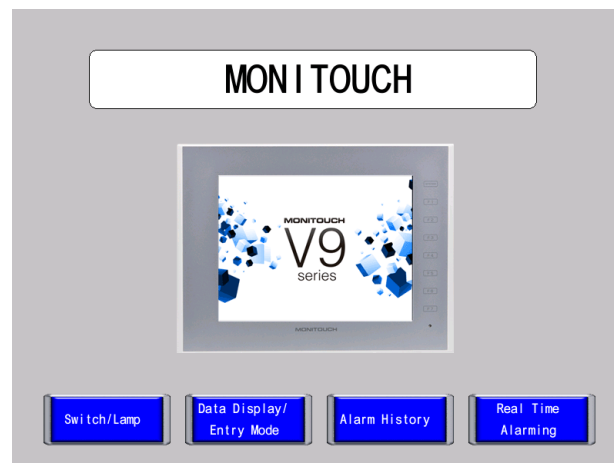 MONITOUCH
MONITOUCH
V9
series
MONITOUCH
Switch/Lamp
Data Display/
Entry Mode
Alarm History
Real Time
Alarming